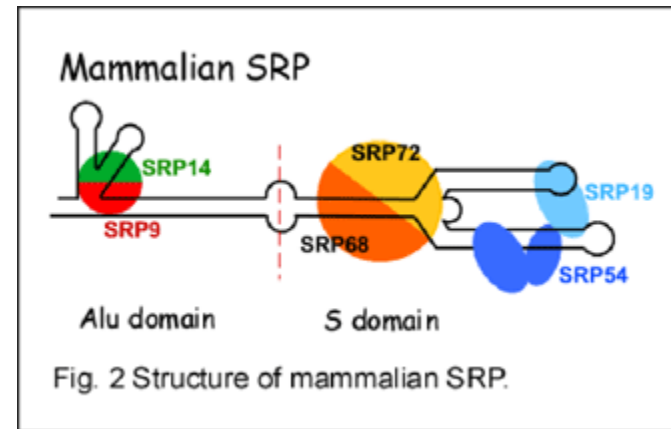 Mammalian SRP
SRP14
SRP72
SRP19
SRP9
SRP68
SRP54
Alu domain
S domain
Fig. 2 Structure of mammalian SRP.